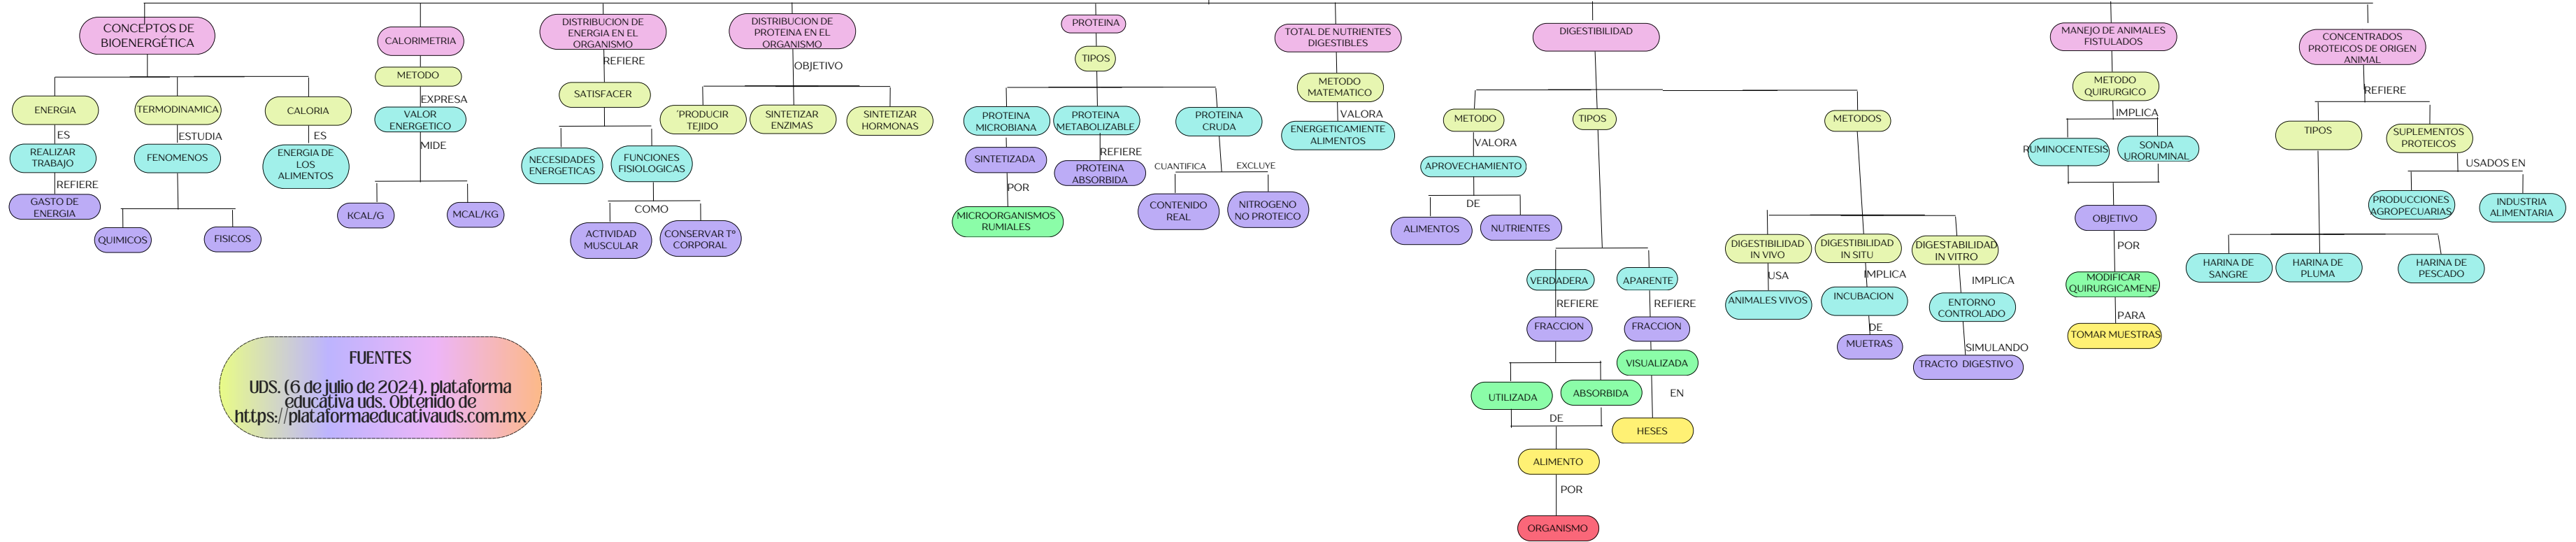 CONCEPTOS DE
BIOENERGÉTICA
ENERGIA
ES
REALIZAR
TRABAJO
REFIERE
GASTO DE
ENERGIA
TERMODINAMICA
ESTUDIA
FENOMENOS
QUIMICOS
FISICOS
CALORIA
ES
ENERGIA DE
LOS
ALIMENTOS
CALORIMETRIA
METODO
EXPRESA
VALOR
ENERGETICO
MIDE
KCAL/G
MCAL/KG
DISTRIBUCION DE
ENERGIA EN EL
ORGANISMO
REFIERE
SATISFACER
NECESIDADES
ENERGETICAS
FUNCIONES
FISIOLOGICAS
COMO
ACTIVIDAD
MUSCULAR
CONSERVAR T°
CORPORAL
DISTRIBUCION DE
PROTEINA EN EL
ORGANISMO
OBJETIVO
'PRODUCIR
TEJIDO
SINTETIZAR
ENZIMAS
SINTETIZAR
HORMONAS
PROTEINA
TIPOS
PROTEINA
MICROBIANA
SINTETIZADA
POR
MICROORGANISMOS
RUMIALES
PROTEINA
METABOLIZABLE
REFIERE
PROTEINA
ABSORBIDA
PROTEINA
CRUDA
CUANTIFICA
EXCLUYE
CONTENIDO
REAL
NITROGENO
NO PROTEICO
TOTAL DE NUTRIENTES
DIGESTIBLES
METODO
MATEMATICO
VALORA
ENERGETICAMIENTE
ALIMENTOS
DIGESTIBILIDAD
METODO
VALORA
APROVECHAMIENTO
DE
ALIMENTOS
NUTRIENTES
TIPOS
VERDADERA
REFIERE
FRACCION
UTILIZADA
ABSORBIDA
DE
ALIMENTO
POR
ORGANISMO
APARENTE
REFIERE
FRACCION
VISUALIZADA
EN
HESES
METODOS
DIGESTIBILIDAD
IN VIVO
USA
ANIMALES VIVOS
DIGESTIBILIDAD
IN SITU
IMPLICA
INCUBACION
DE
MUETRAS
DIGESTABILIDAD
IN VITRO
IMPLICA
ENTORNO
CONTROLADO
SIMULANDO
TRACTO DIGESTIVO
MANEJO DE ANIMALES
FISTULADOS
METODO
QUIRURGICO
IMPLICA
RUMINOCENTESIS
SONDA
URORUMINAL
OBJETIVO
POR
MODIFICAR
QUIRURGICAMENE
PARA
TOMAR MUESTRAS
CONCENTRADOS
PROTEICOS DE ORIGEN
ANIMAL
REFIERE
TIPOS
HARINA DE
SANGRE
HARINA DE
PLUMA
HARINA DE
PESCADO
SUPLEMENTOS
PROTEICOS
USADOS EN
PRODUCCIONES
AGROPECUARIAS
INDUSTRIA
ALIMENTARIA
FUENTES
UDS. (6 de julio de 2024). plataforma
educativa uds. Obtenido de
https://plataformaeducativauds.com.mx